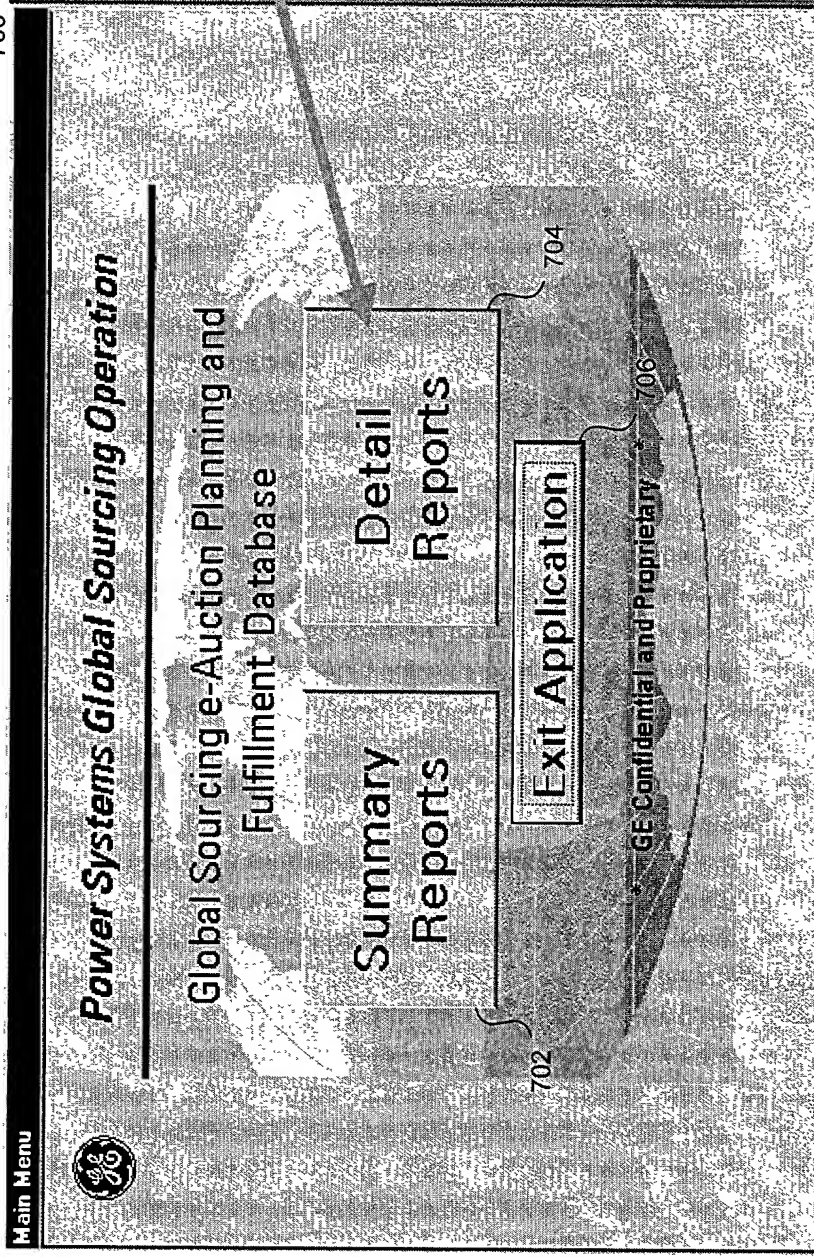 Main Menu
Power Systems Global Sourcing Operation
Global Sourcing e-Auction Planning and
Fulfillment Database
Summary
Reports
Detail
Reports
702
704
Exit Application
706
* GE Confidential and Proprietary *